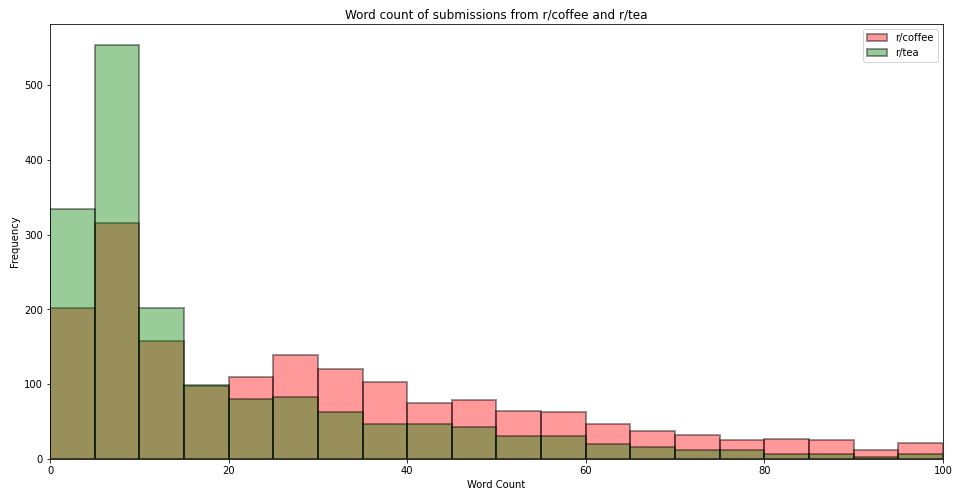 Word count of submissions from r/coffee and r/tea
r/coffee
r/tea
500
400
300
200
100
0
Frequency
0 20 40 60 80 100
Word Count